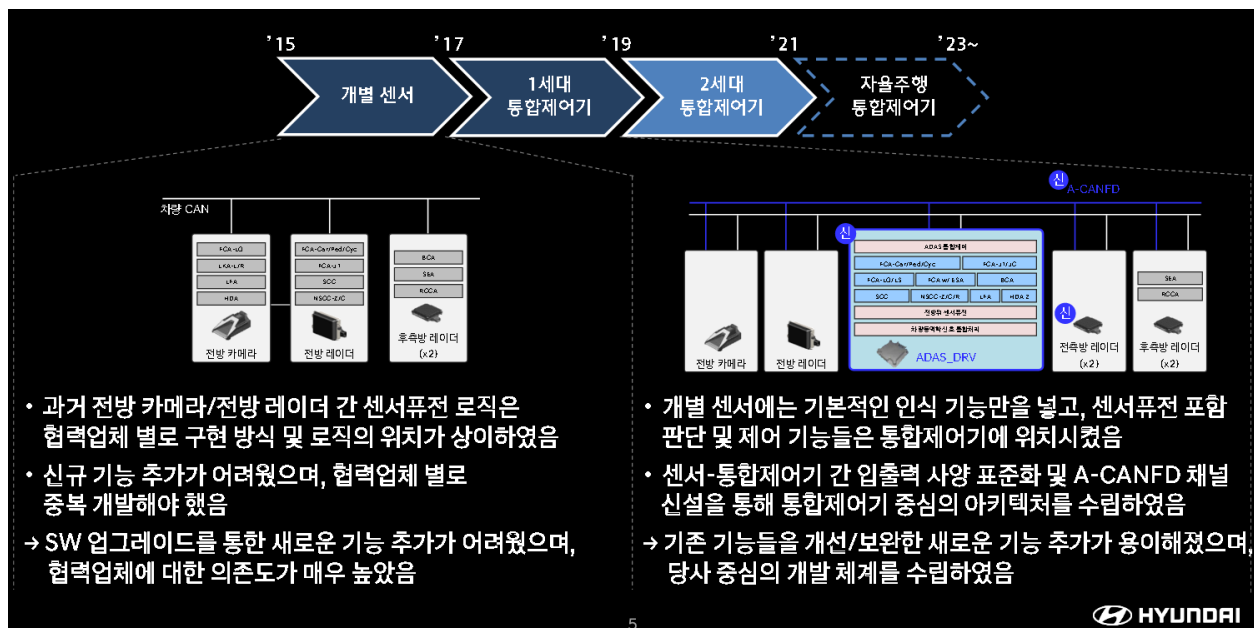 '15
'17
'19
'21
'23~
개별 센서
1세대
통합제어기
2세대
통합제어기
자율주행
통합제어기
차량 CAN
FCA-LO
LKA-L/R
LFA
HDA
전방 카메라
FCA-Car/Ped/Cyc
FCA-JT
SCC
NSCC-Z/C
전방 레이더
BCA
SEA
RCCA
후측방 레이더
(x2)
신
A-CANFD
신
전방 카메라
전방 레이더
ADAS 통합제어
FCA-Car/Ped/Cyc
FCA-JT/JC
FCA-LO/LS
FCA w/ ESA
BCA
SCC
NSCC-Z/C/R
LFA
HDA 2
전방위 센서퓨전
차량동역학신호 통합처리
ADAS_DRV
신
전측방 레이더
(x2)
SEA
RCCA
후측방 레이더
(x2)
• 과거 전방 카메라/전방 레이더 간 센서퓨전 로직은
협력업체 별로 구현 방식 및 로직의 위치가 상이하였음
• 신규 기능 추가가 어려웠으며, 협력업체 별로
중복 개발해야 했음
→ SW 업그레이드를 통한 새로운 기능 추가가 어려웠으며,
협력업체에 대한 의존도가 매우 높았음
• 개별 센서에는 기본적인 인식 기능만을 넣고, 센서퓨전 포함
판단 및 제어 기능들은 통합제어기에 위치시켰음
• 센서-통합제어기 간 입출력 사양 표준화 및 A-CANFD 채널
신설을 통해 통합제어기 중심의 아키텍처를 수립하였음
→ 기존 기능들을 개선/보완한 새로운 기능 추가가 용이해졌으며,
당사 중심의 개발 체계를 수립하였음
5
HYUNDAI